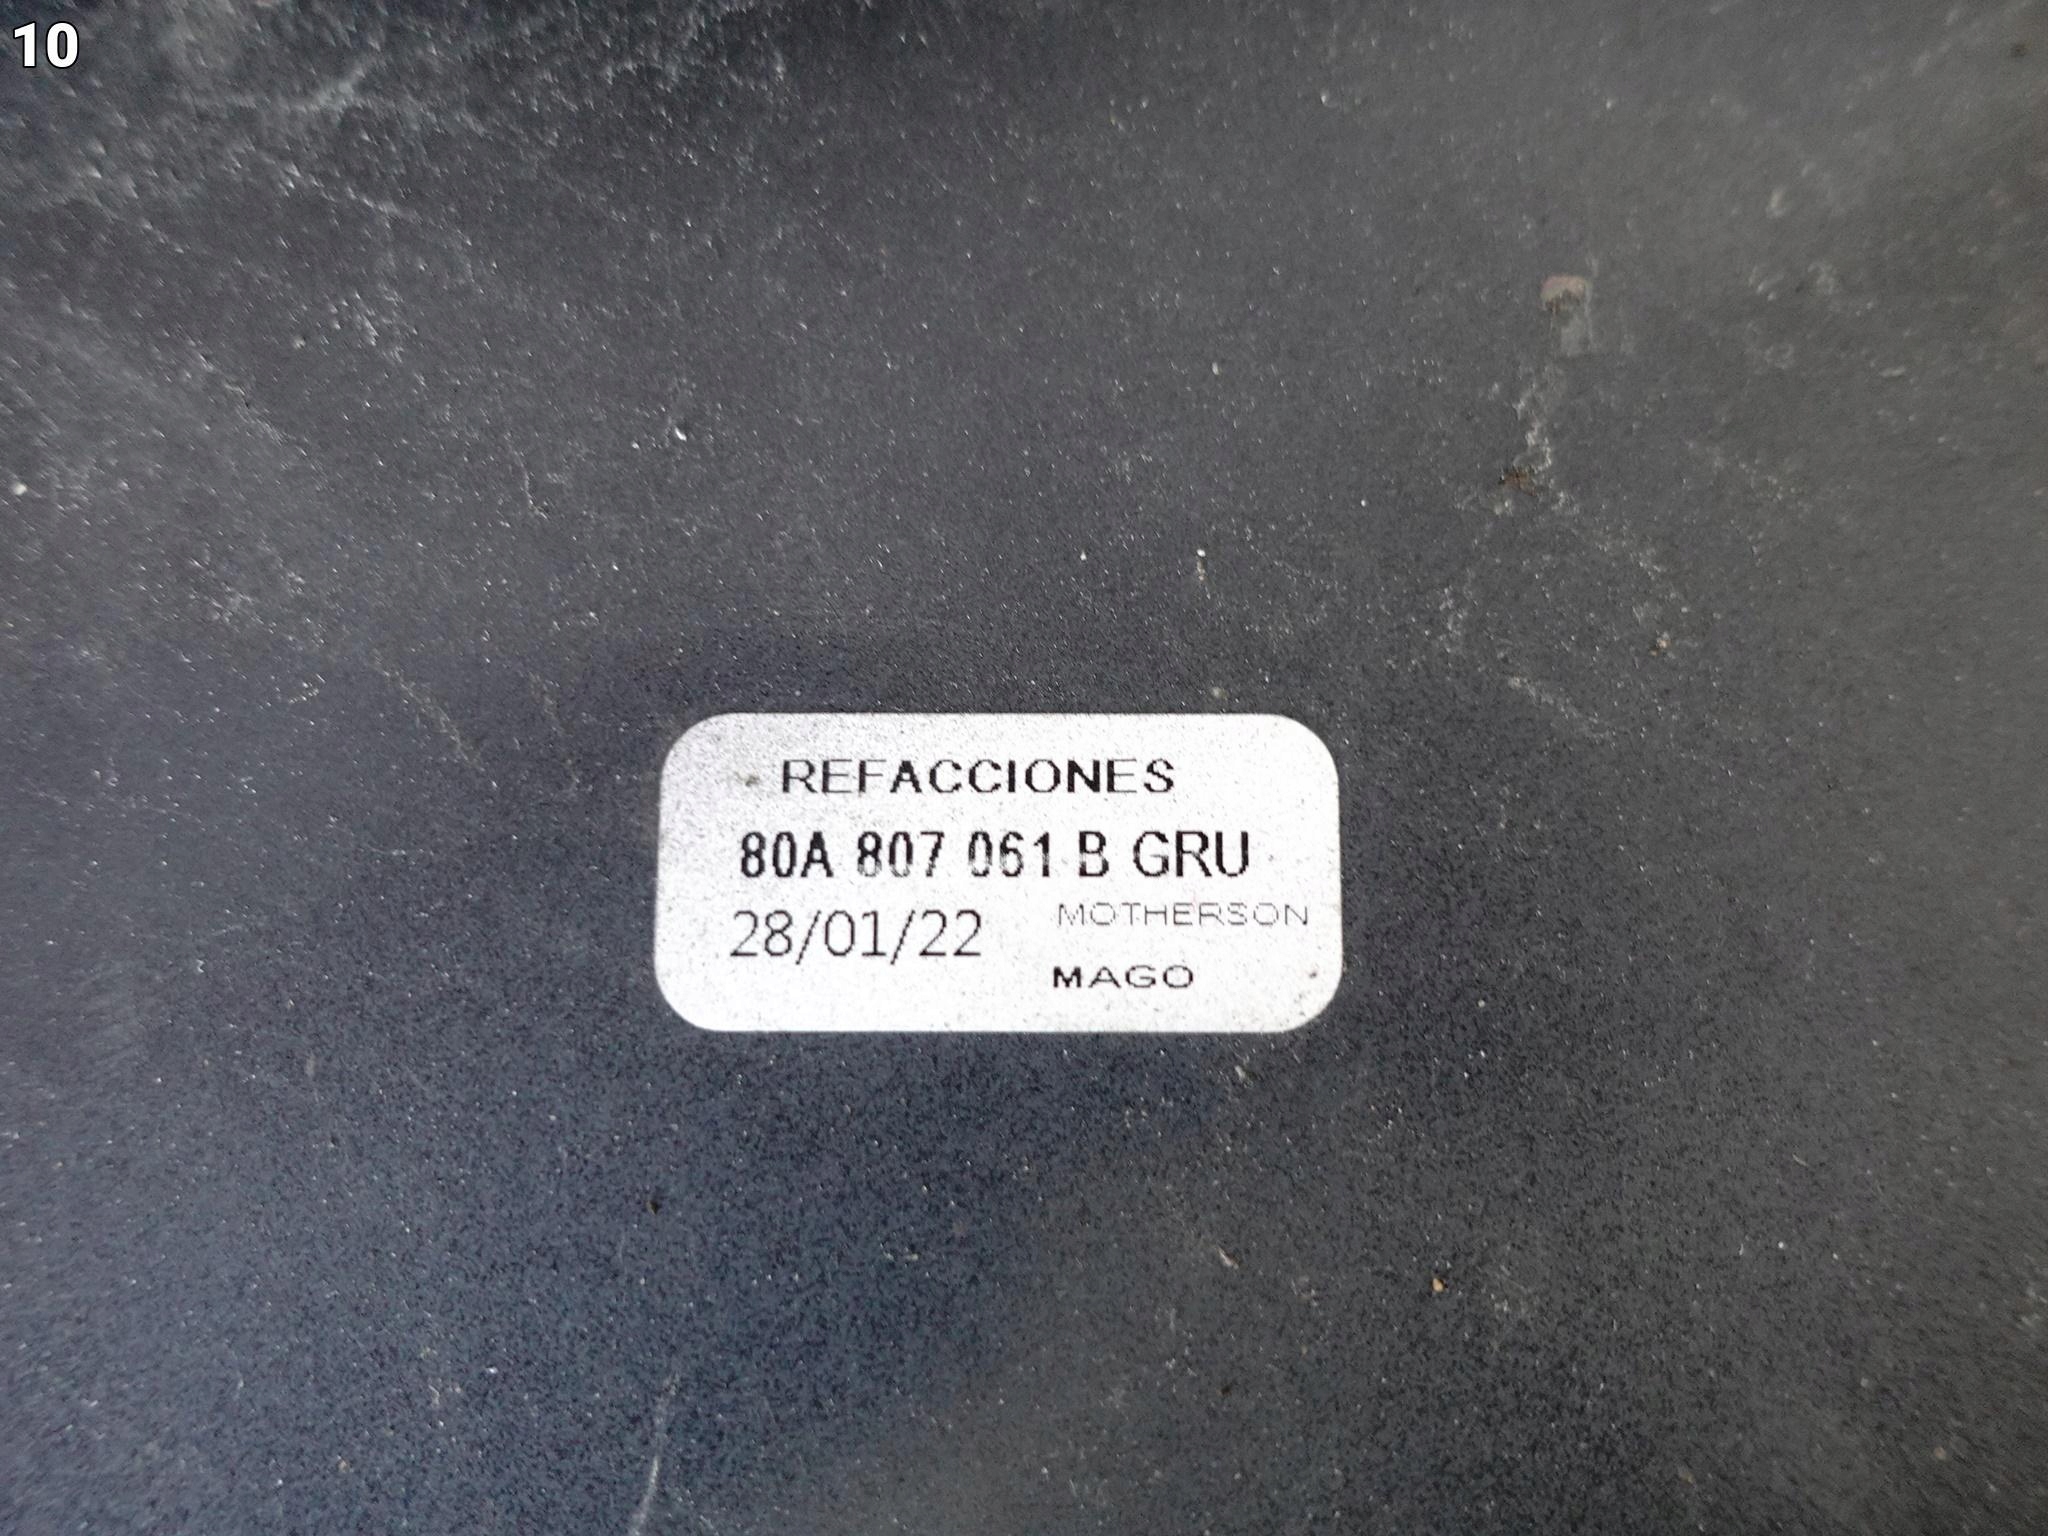 10
REFACCIONES
80A 807 061 B GRU
28/01/22 MOTHERSON
MAGO